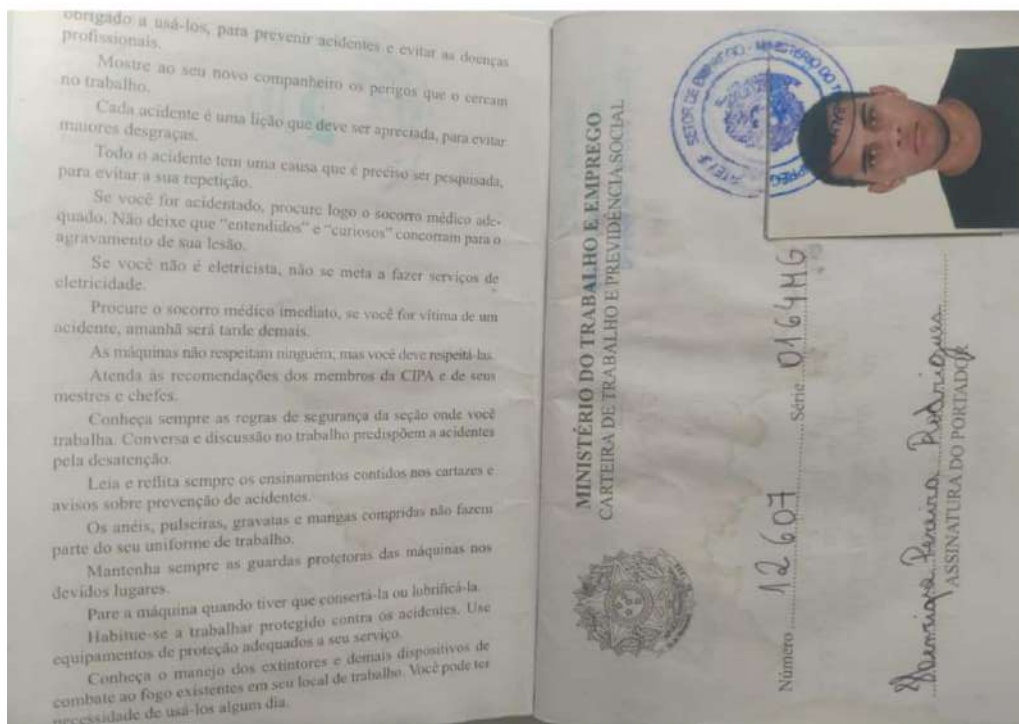 obrigado a usá-los, para prevenir acidentes e evitar as doenças
profissionais.
Mostre ao seu novo companheiro os perigos que o cercam
no trabalho.
Cada acidente é uma lição que deve ser apreciada, para evitar
maiores desgraças.
Todo o acidente tem uma causa que é preciso ser pesquisada,
para evitar a sua repetição.
Se você for acidentado, procure logo o socorro médico ade-
quado. Não deixe que "entendidos" e "curiosos" concorram para o
agravamento de sua lesão.
Se você não é eletricista, não se meta a fazer serviços de
eletricidade.
Procure o socorro médico imediato, se você for vítima de um
acidente, amanhã será tarde demais.
As máquinas não respeitam ninguém; mas você deve respeitá-las.
Atenda às recomendações dos membros da CIPA e de seus
mestres e chefes.
Conheça sempre as regras de segurança da seção onde você
trabalha. Conversa e discussão no trabalho predispõem a acidentes
pela desatenção.
Leia e reflita sempre os ensinamentos contidos nos cartazes e
avisos sobre prevenção de acidentes.
Os anéis, pulseiras, gravatas e mangas compridas não fazem
parte do seu uniforme de trabalho.
Mantenha sempre as guardas protetoras das máquinas nos
devidos lugares.
Pare a máquina quando tiver que consertá-la ou lubrificá-la.
Habitue-se a trabalhar protegido contra os acidentes. Use
equipamentos de proteção adequados a seu serviço.
Conheça o manejo dos extintores e demais dispositivos de
combate ao fogo existentes em seu local de trabalho. Você pode ter
necessidade de usá-los algum dia.
MINISTÉRIO DO TRABALHO E EMPREGO
CARTEIRA DE TRABALHO E PREVIDÊNCIA SOCIAL
SETOR DE EMPREGO - MINISTÉRIO DO
Número 12607 Série 0164MG
Henrique Pereira Rodrigues
ASSINATURA DO PORTADOR